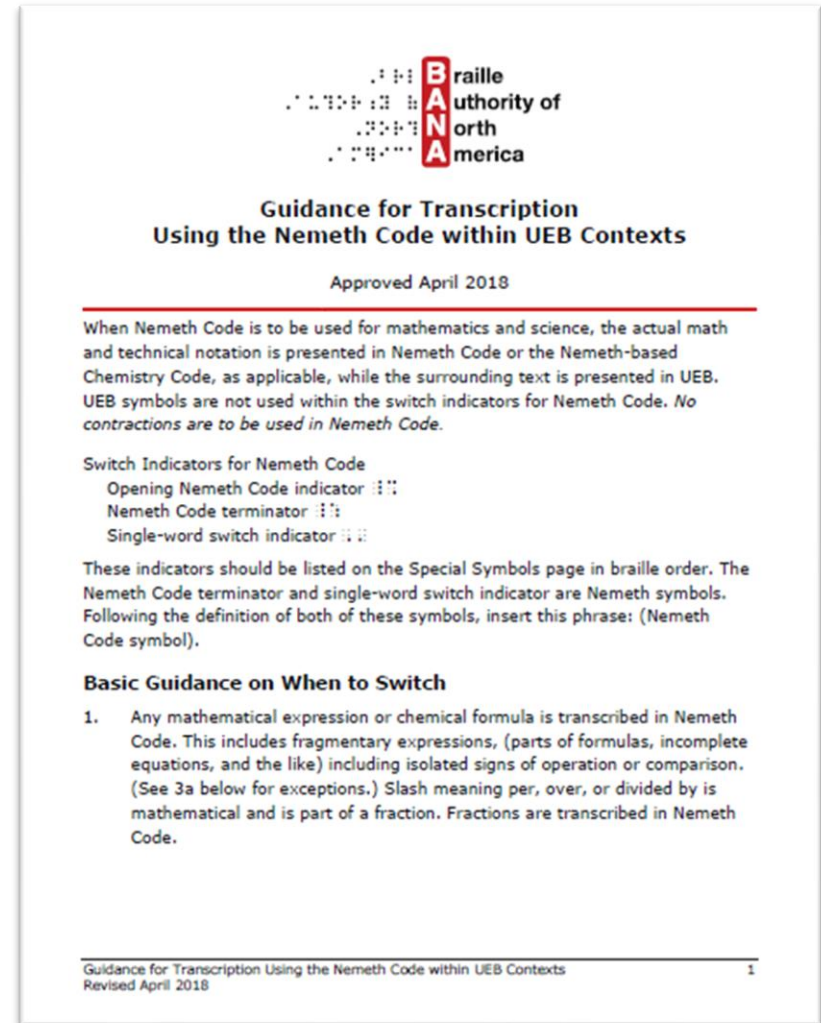 Braille
Authority of
North
America
Guidance for Transcription
Using the Nemeth Code within UEB Contexts
Approved April 2018
When Nemeth Code is to be used for mathematics and science, the actual math
and technical notation is presented in Nemeth Code or the Nemeth-based
Chemistry Code, as applicable, while the surrounding text is presented in UEB.
UEB symbols are not used within the switch indicators for Nemeth Code. No
contractions are to be used in Nemeth Code.
Switch Indicators for Nemeth Code
Opening Nemeth Code indicator ⠸⠩
Nemeth Code terminator ⠸⠱
Single-word switch indicator ⠠⠄
These indicators should be listed on the Special Symbols page in braille order. The
Nemeth Code terminator and single-word switch indicator are Nemeth symbols.
Following the definition of both of these symbols, insert this phrase: (Nemeth
Code symbol).
Basic Guidance on When to Switch
1. Any mathematical expression or chemical formula is transcribed in Nemeth
Code. This includes fragmentary expressions, (parts of formulas, incomplete
equations, and the like) including isolated signs of operation or comparison.
(See 3a below for exceptions.) Slash meaning per, over, or divided by is
mathematical and is part of a fraction. Fractions are transcribed in Nemeth
Code.
Guidance for Transcription Using the Nemeth Code within UEB Contexts 1
Revised April 2018